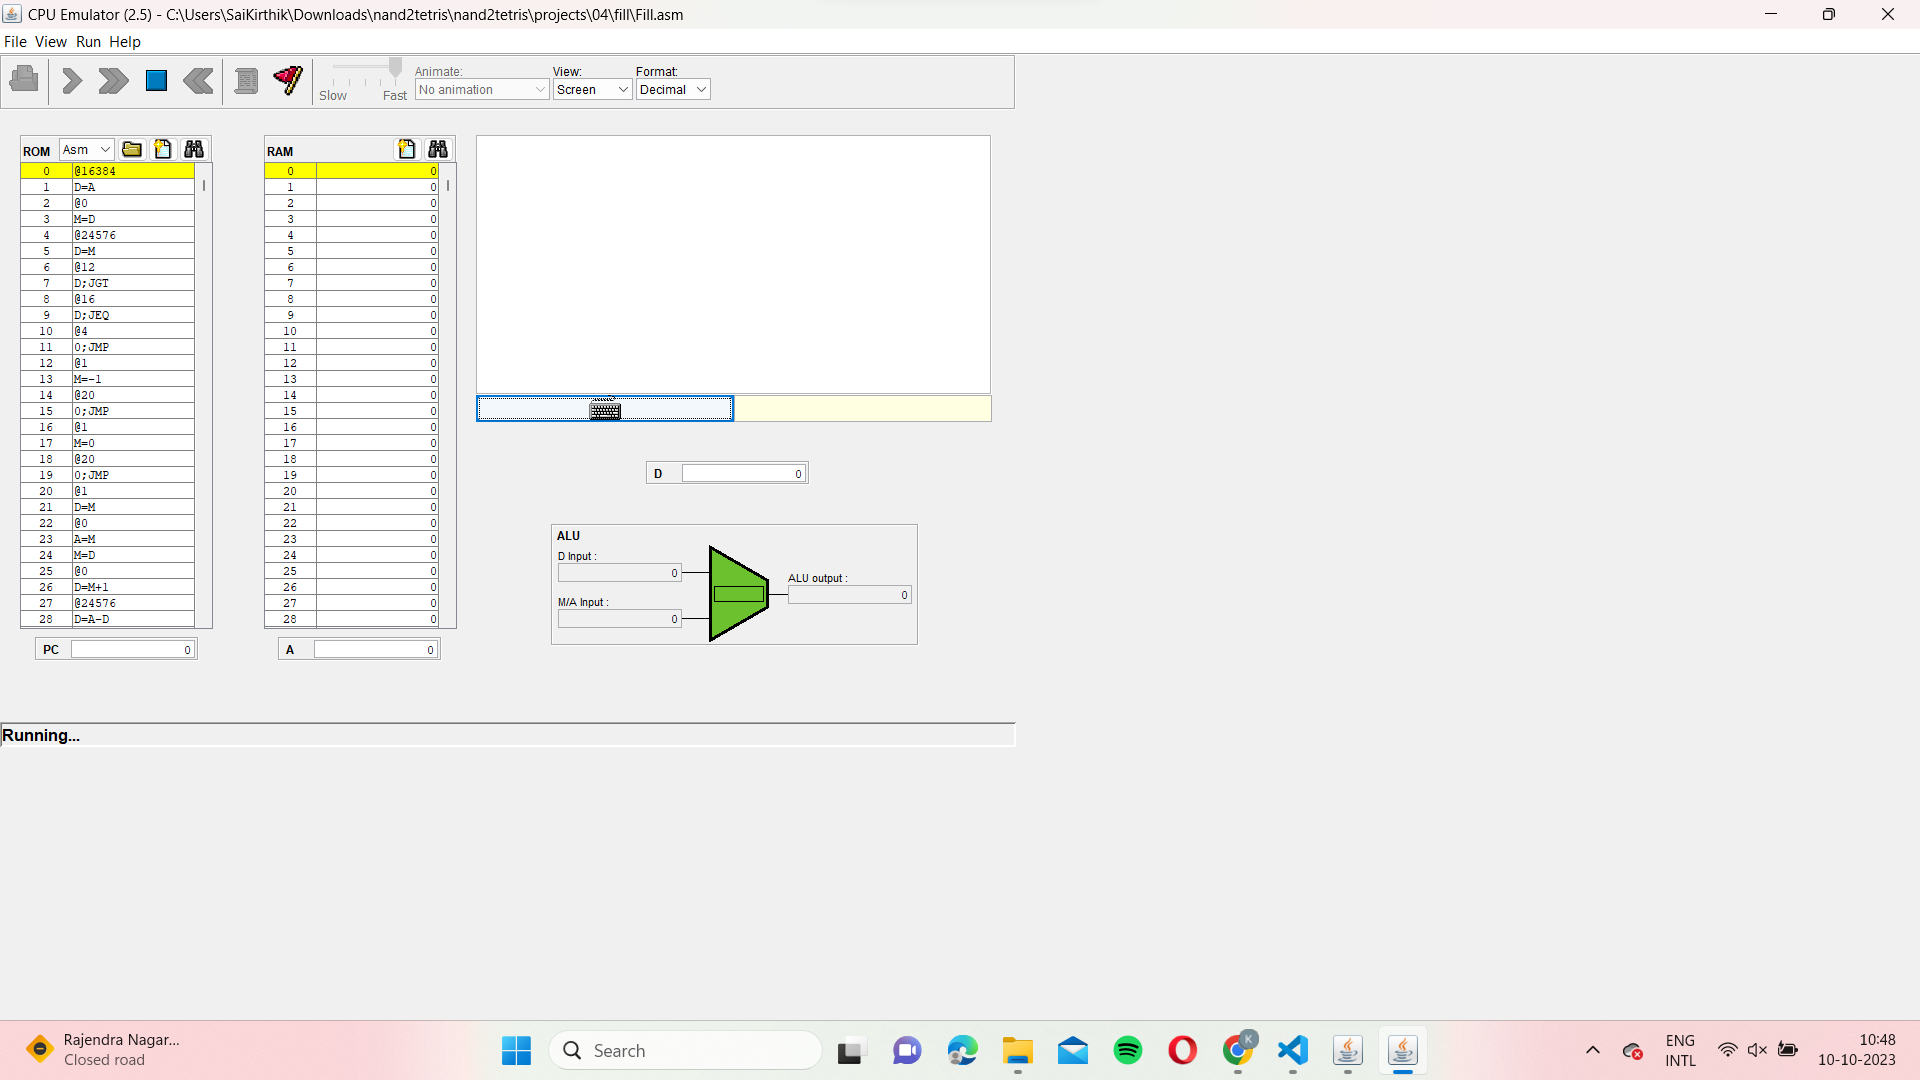 CPU Emulator (2.5) - C:\Users\SaiKirthik\Downloads\nand2tetris\nand2tetris\projects\04\fill\Fill.asm
File View Run Help
Slow Fast
Animate:
No animation
View:
Screen
Format:
Decimal
ROM Asm
0 @16384
1 D=A
2 @0
3 M=D
4 @24576
5 D=M
6 @12
7 D;JGT
8 @16
9 D;JEQ
10 @4
11 0;JMP
12 @1
13 M=-1
14 @20
15 0;JMP
16 @1
17 M=0
18 @20
19 0;JMP
20 @1
21 D=M
22 @0
23 A=M
24 M=D
25 @0
26 D=M+1
27 @24576
28 D=A-D
PC 0
RAM
0 0
1 0
2 0
3 0
4 0
5 0
6 0
7 0
8 0
9 0
10 0
11 0
12 0
13 0
14 0
15 0
16 0
17 0
18 0
19 0
20 0
21 0
22 0
23 0
24 0
25 0
26 0
27 0
28 0
A 0
D 0
ALU
D Input :
0
M/A Input :
0
ALU output :
0
Running...
Rajendra Nagar...
Closed road
Search
K
ENG
INTL
10:48
10-10-2023